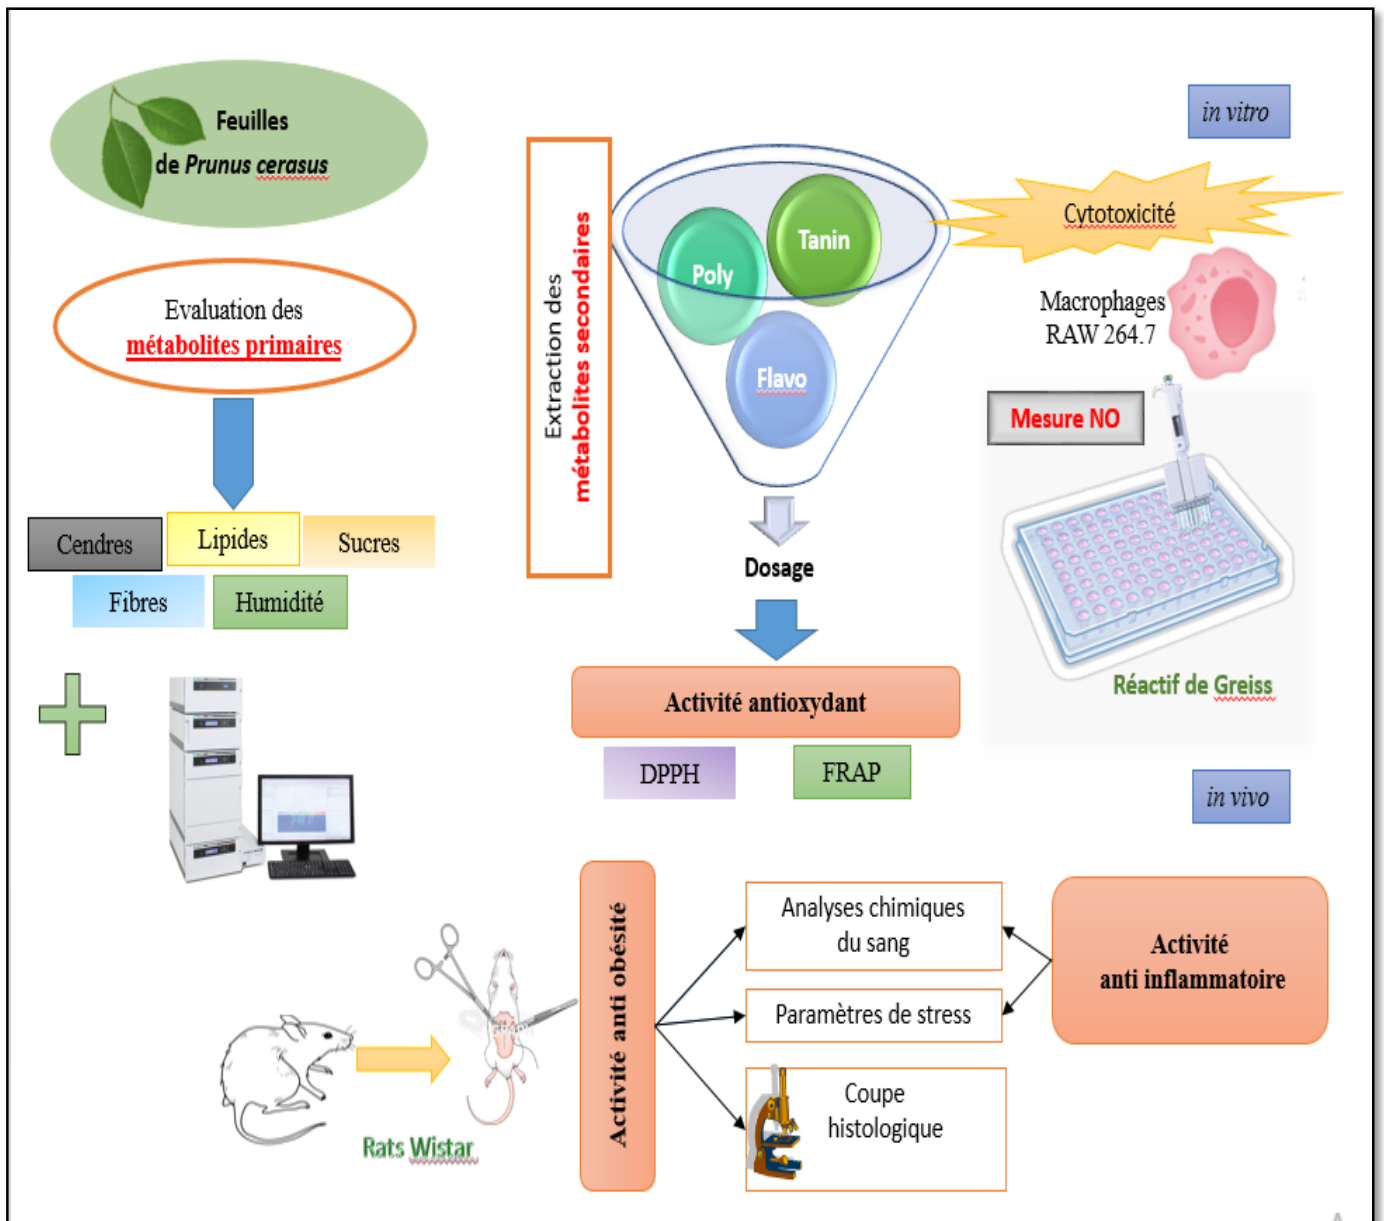 Feuilles
de Prunus cerasus
Evaluation des
métabolites primaires
Cendres
Lipides
Sucres
Fibres
Humidité
Extraction des
métabolites secondaires
Poly
Tanin
Flavo
Dosage
Activité antioxydant
DPPH
FRAP
in vitro
Cytotoxicité
Macrophages
RAW 264.7
Mesure NO
Réactif de Greiss
in vivo
Rats Wistar
Activité anti obésité
Analyses chimiques
du sang
Paramètres de stress
Coupe
histologique
Activité
anti inflammatoire